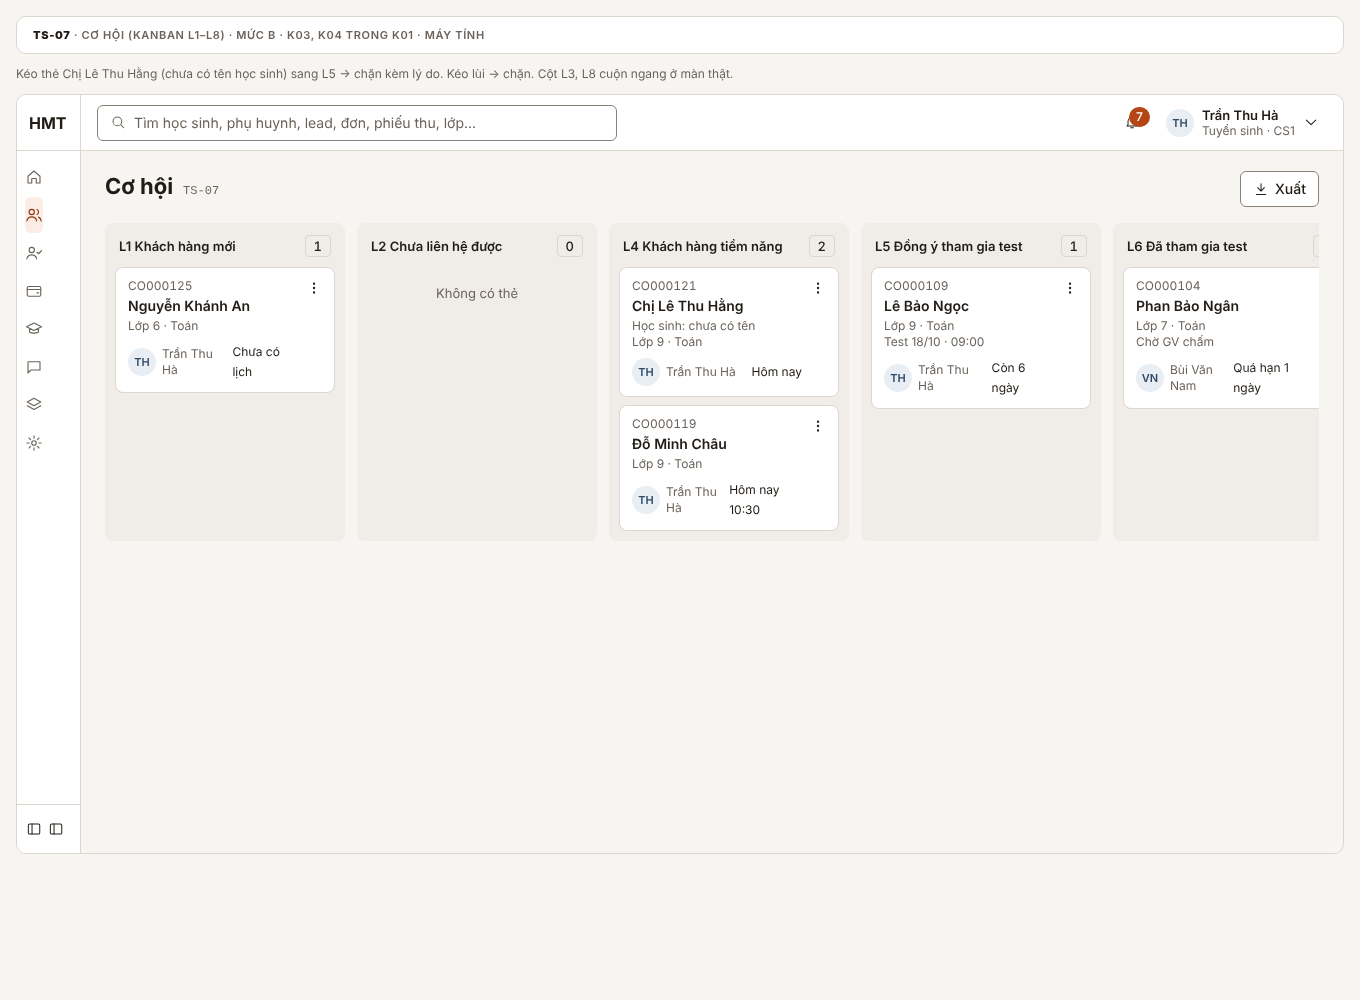 TS-07 · CƠ HỘI (KANBAN L1–L8) · MỨC B · K03, K04 TRONG K01 · MÁY TÍNH
Kéo thẻ Chị Lê Thu Hằng (chưa có tên học sinh) sang L5 → chặn kèm lý do. Kéo lùi → chặn. Cột L3, L8 cuộn ngang ở màn thật.
HMT
Tìm học sinh, phụ huynh, lead, đơn, phiếu thu, lớp...
7
TH
Trần Thu Hà
Tuyển sinh · CS1
Cơ hội TS-07
Xuất
L1 Khách hàng mới 1
CO000125
Nguyễn Khánh An
Lớp 6 · Toán
TH
Trần Thu
Hà
Chưa có
lịch
L2 Chưa liên hệ được 0
Không có thẻ
L4 Khách hàng tiềm năng 2
CO000121
Chị Lê Thu Hằng
Học sinh: chưa có tên
Lớp 9 · Toán
TH Trần Thu Hà Hôm nay
CO000119
Đỗ Minh Châu
Lớp 9 · Toán
TH
Trần Thu
Hà
Hôm nay
10:30
L5 Đồng ý tham gia test 1
CO000109
Lê Bảo Ngọc
Lớp 9 · Toán
Test 18/10 · 09:00
TH
Trần Thu
Hà
Còn 6
ngày
L6 Đã tham gia test
CO000104
Phan Bảo Ngân
Lớp 7 · Toán
Chờ GV chấm
VN
Bùi Văn
Nam
Quá hạn 1
ngày